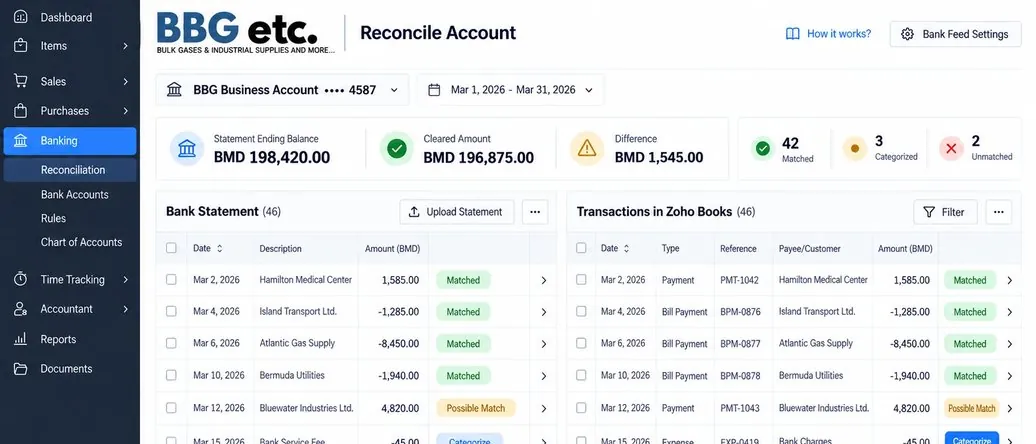 Dashboard
Items
Sales
Purchases
Banking
Reconciliation
Bank Accounts
Rules
Chart of Accounts
Time Tracking
Accountant
Reports
Documents
BBG etc.
BULK GASES & INDUSTRIAL SUPPLIES AND MORE...
Reconcile Account
How it works?
Bank Feed Settings
BBG Business Account •••• 4587
Mar 1, 2026 - Mar 31, 2026
Statement Ending Balance
BMD 198,420.00
Cleared Amount
BMD 196,875.00
Difference
BMD 1,545.00
42
Matched
3
Categorized
2
Unmatched
Bank Statement (46)
Upload Statement
Date Description Amount (BMD)
Mar 2, 2026 Hamilton Medical Center 1,585.00 Matched
Mar 4, 2026 Island Transport Ltd. -1,285.00 Matched
Mar 6, 2026 Atlantic Gas Supply -8,450.00 Matched
Mar 10, 2026 Bermuda Utilities -1,940.00 Matched
Mar 12, 2026 Bluewater Industries Ltd. 4,820.00 Possible Match
Mar 15, 2026 Bank Service Fee -45.00 Categorize
Transactions in Zoho Books (46)
Filter
Date Type Reference Payee/Customer Amount (BMD)
Mar 2, 2026 Payment PMT-1042 Hamilton Medical Center 1,585.00 Matched
Mar 4, 2026 Bill Payment BPM-0876 Island Transport Ltd. -1,285.00 Matched
Mar 6, 2026 Bill Payment BPM-0877 Atlantic Gas Supply -8,450.00 Matched
Mar 10, 2026 Bill Payment BPM-0878 Bermuda Utilities -1,940.00 Matched
Mar 12, 2026 Payment PMT-1043 Bluewater Industries Ltd. 4,820.00 Possible Match
Mar 15, 2026 Expense EXP-0419 Bank Charges -45.00 Categorize